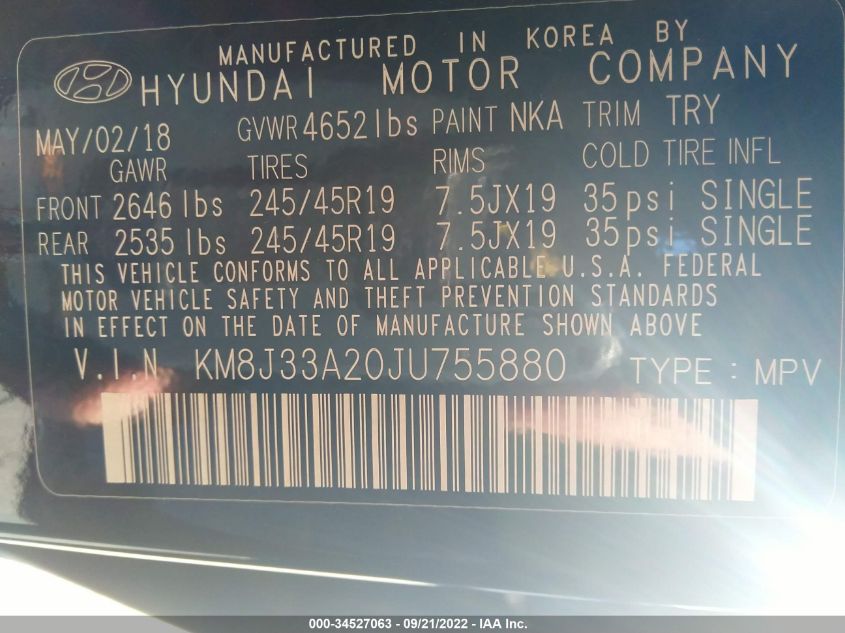 MANUFACTURED IN KOREA BY
HYUNDAI MOTOR COMPANY
MAY/02/18 GVWR 4652 lbs PAINT NKA TRIM TRY
GAWR TIRES RIMS COLD TIRE INFL
FRONT 2646 lbs 245/45R19 7.5JX19 35psi SINGLE
REAR 2535 lbs 245/45R19 7.5JX19 35psi SINGLE
THIS VEHICLE CONFORMS TO ALL APPLICABLE U.S.A. FEDERAL
MOTOR VEHICLE SAFETY AND THEFT PREVENTION STANDARDS
IN EFFECT ON THE DATE OF MANUFACTURE SHOWN ABOVE
V.I.N KM8J33A20JU755880 TYPE : MPV
000-34527063 - 09/21/2022 - IAA Inc.